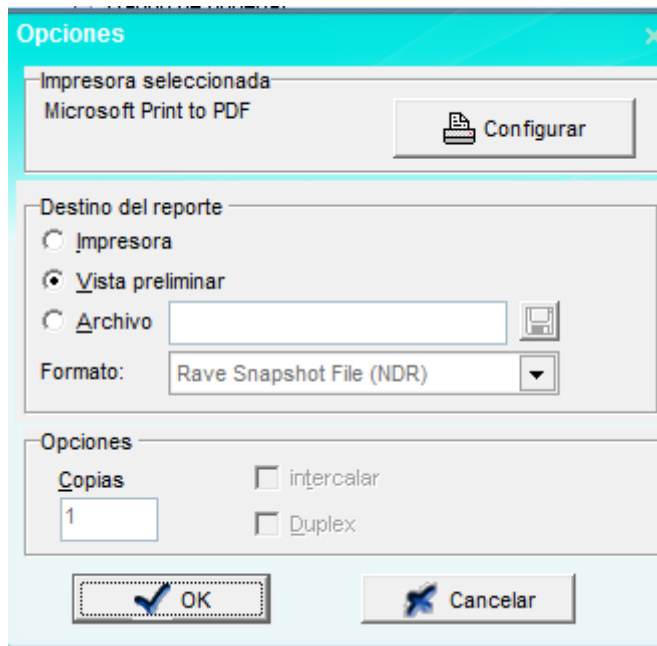 Opciones
Impresora seleccionada
Microsoft Print to PDF
Configurar
Destino del reporte
Impresora
Vista preliminar
Archivo
Formato: Rave Snapshot File (NDR)
Opciones
Copias intercalar
1 Duplex
OK Cancelar